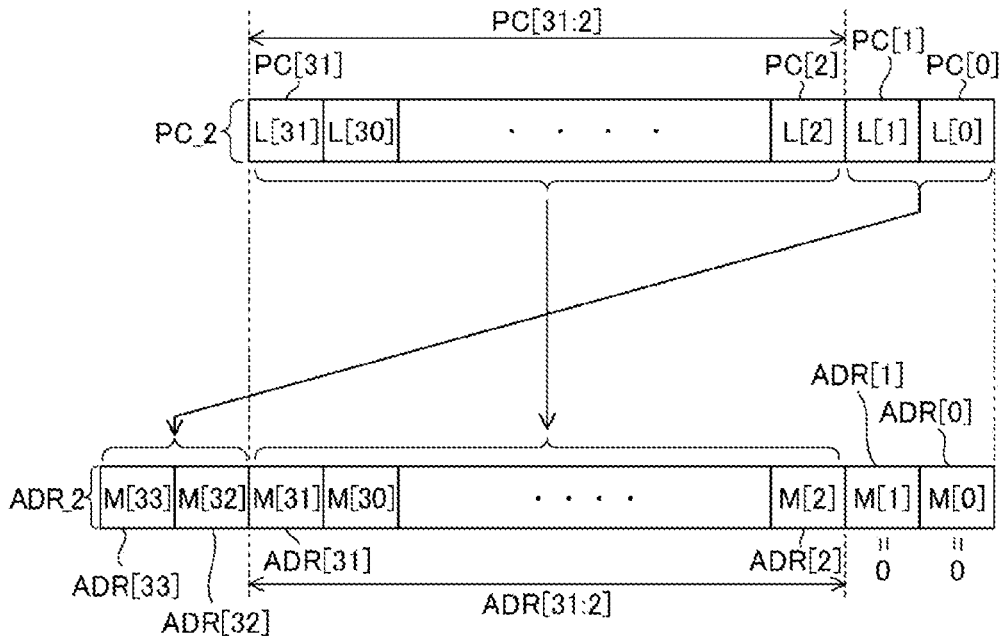 PC[31:2]
PC[1]
PC[31]
PC[2]
PC[0]
PC_2
L[31] L[30] · · · · L[2] L[1] L[0]
ADR[1]
ADR[0]
ADR_2
M[33] M[32] M[31] M[30] · · · · M[2] M[1] M[0]
ADR[31]
ADR[2]
= =
0 0
ADR[33]
ADR[31:2]
ADR[32]